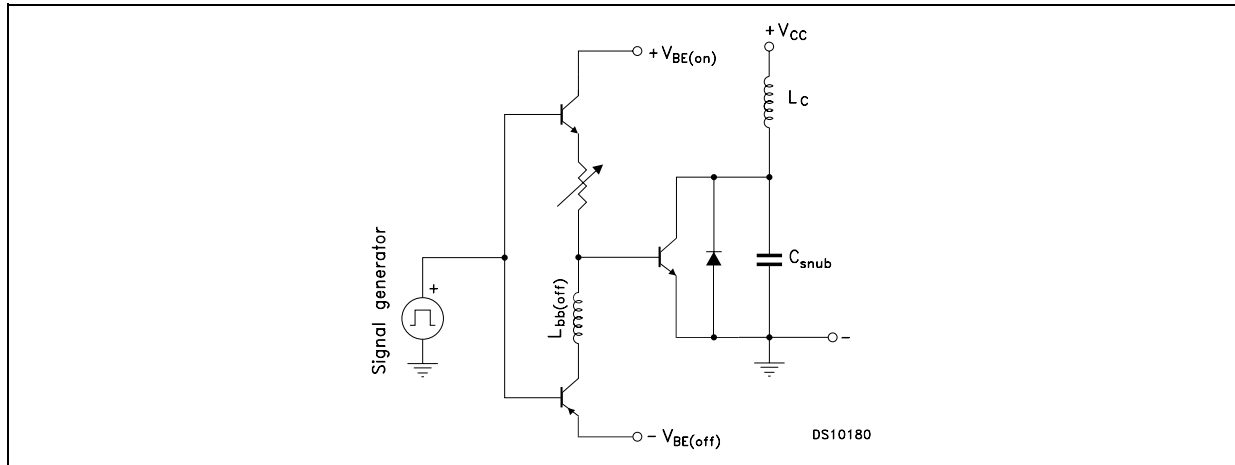 + VBE(on)
+ VCC
LC
Signal generator
+
Lbb(off)
Csnub
-
- VBE(off)
DS10180